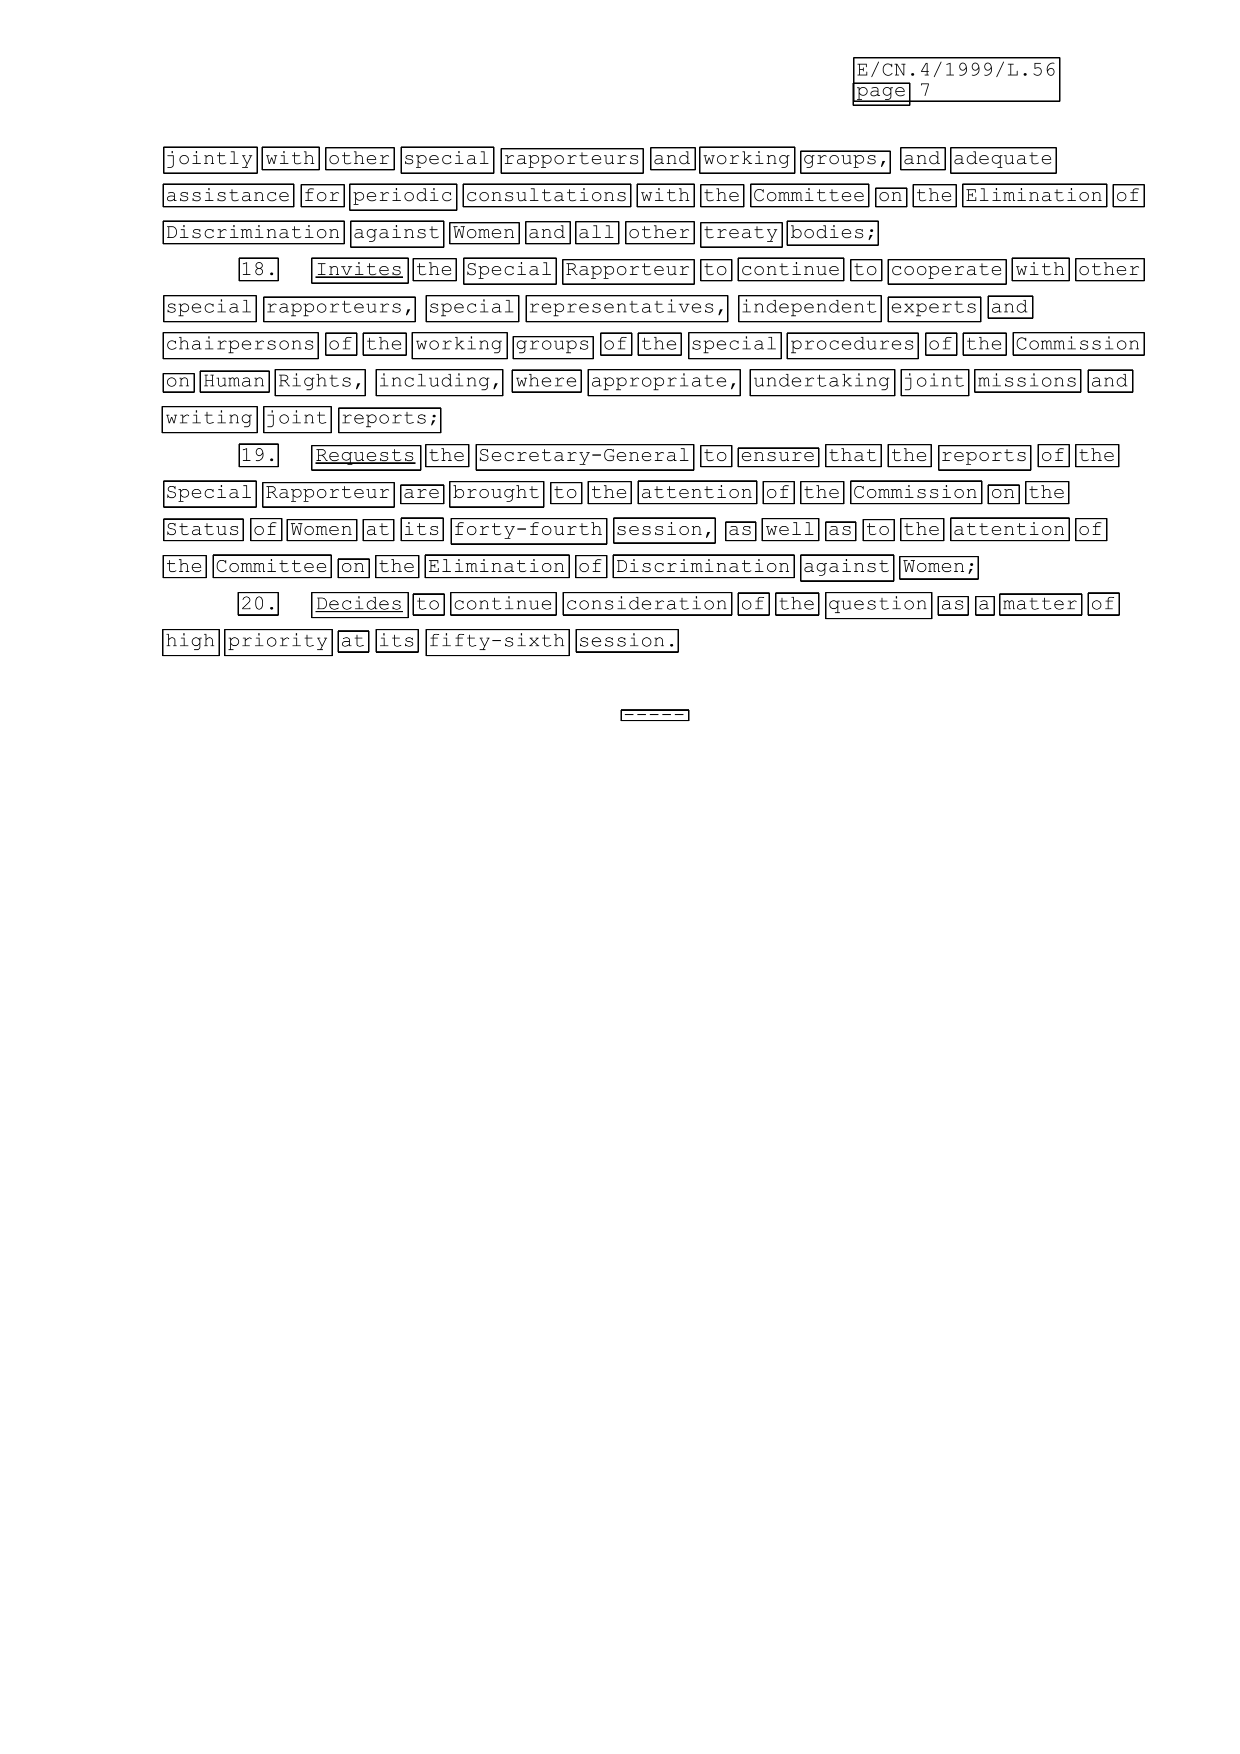 E/CN.4/1999/L.56
page 7
jointly with other special rapporteurs and working groups, and adequate
assistance for periodic consultations with the Committee on the Elimination of
Discrimination against Women and all other treaty bodies;
18. Invites the Special Rapporteur to continue to cooperate with other
special rapporteurs, special representatives, independent experts and
chairpersons of the working groups of the special procedures of the Commission
on Human Rights, including, where appropriate, undertaking joint missions and
writing joint reports;
19. Requests the Secretary-General to ensure that the reports of the
Special Rapporteur are brought to the attention of the Commission on the
Status of Women at its forty-fourth session, as well as to the attention of
the Committee on the Elimination of Discrimination against Women;
20. Decides to continue consideration of the question as a matter of
high priority at its fifty-sixth session.
-----